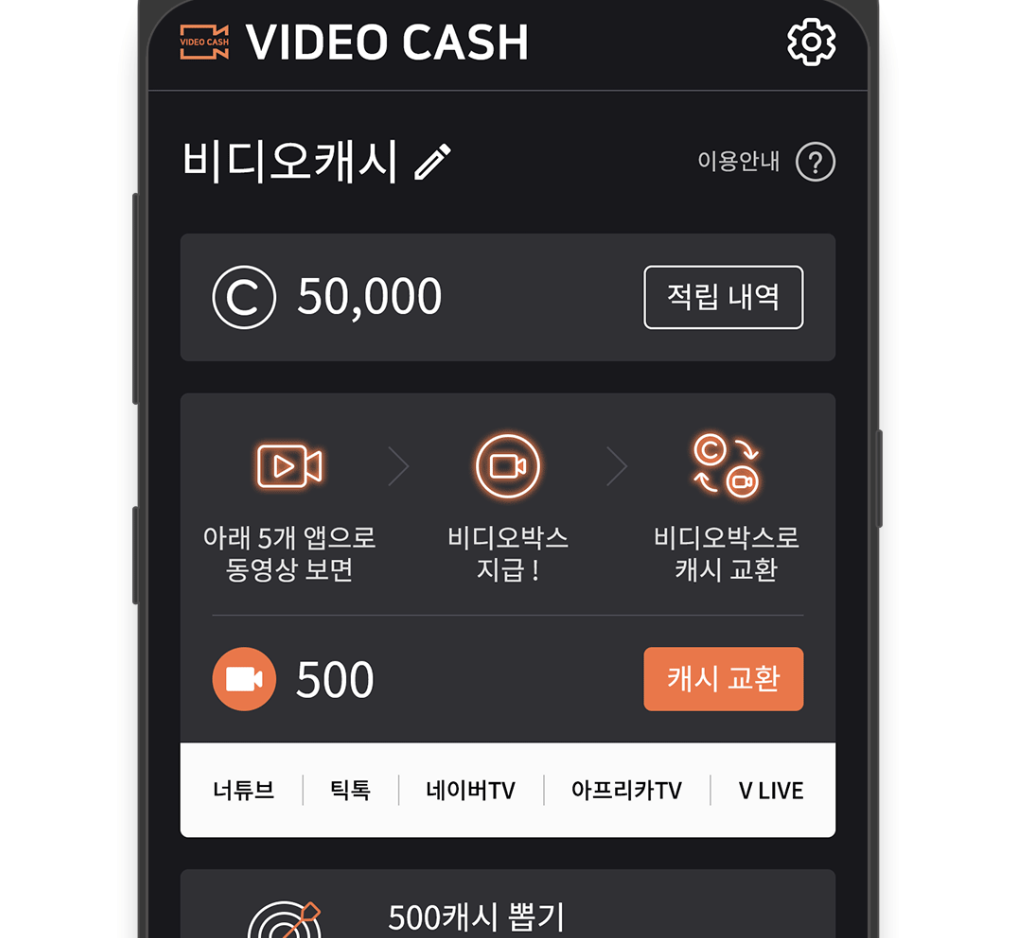 VIDEO CASH
VIDEO CASH
비디오캐시
이용안내 ?
C 50,000
적립 내역
아래 5개 앱으로
동영상 보면
비디오박스
지급 !
비디오박스로
캐시 교환
500
캐시 교환
너튜브 | 틱톡 | 네이버TV | 아프리카TV | V LIVE
500캐시 뽑기